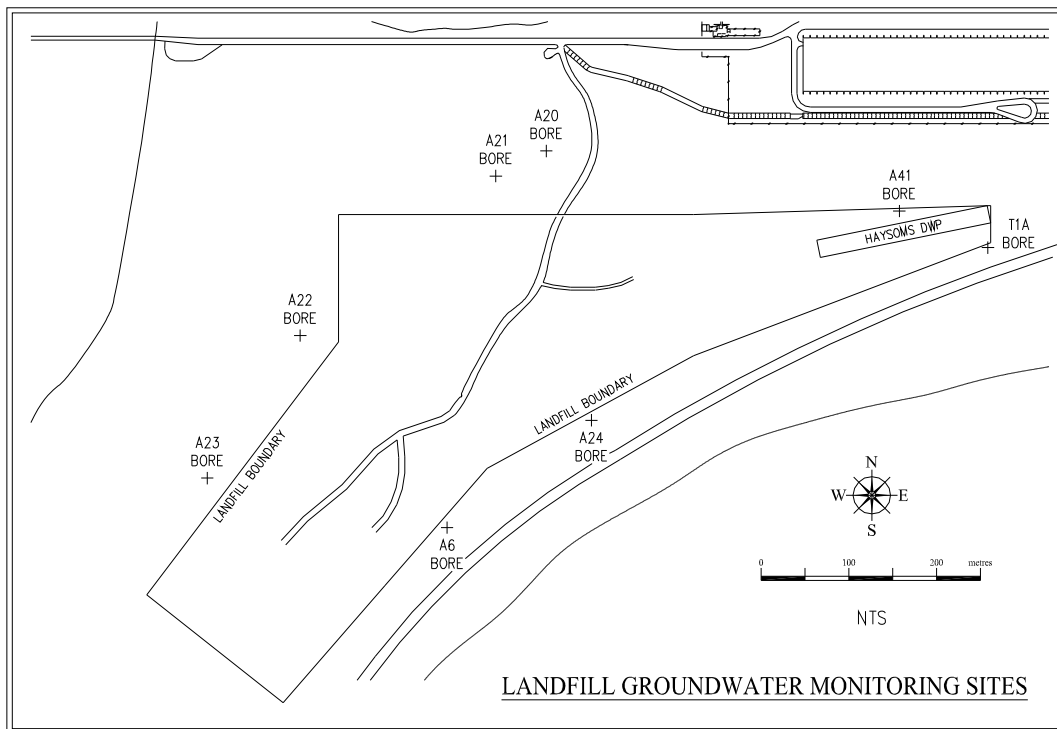 A20
BORE
A21
BORE
A41
BORE
HAYSOMS DWP
T1A
BORE
A22
BORE
LANDFILL BOUNDARY
A24
BORE
A23
BORE
LANDFILL BOUNDARY
A6
BORE
N
W
E
S
0
100
200
metres
NTS
LANDFILL GROUNDWATER MONITORING SITES